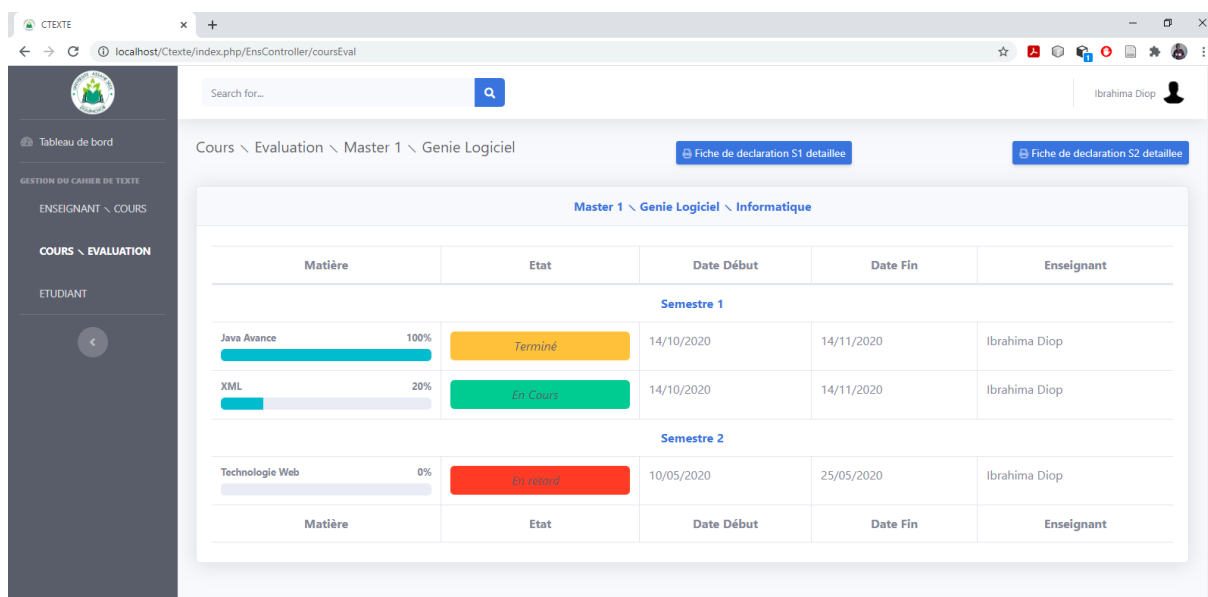 CTEXTE
localhost/Ctexte/index.php/EnsController/coursEval
Search for...
Ibrahima Diop
Tableau de bord
GESTION DU CAHIER DE TEXTE
ENSEIGNANT \ COURS
COURS \ EVALUATION
ETUDIANT
Cours \ Evaluation \ Master 1 \ Genie Logiciel
Fiche de declaration S1 detaillee
Fiche de declaration S2 detaillee
Master 1 \ Genie Logiciel \ Informatique
Matière Etat Date Début Date Fin Enseignant
Semestre 1
Java Avance 100% Terminé 14/10/2020 14/11/2020 Ibrahima Diop
XML 20% En Cours 14/10/2020 14/11/2020 Ibrahima Diop
Semestre 2
Technologie Web 0% En retard 10/05/2020 25/05/2020 Ibrahima Diop
Matière Etat Date Début Date Fin Enseignant